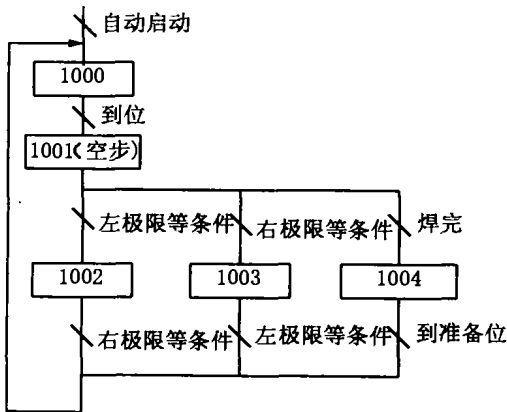 自动启动
1000
到位
1001(空步)
左极限等条件
右极限等条件
焊完
1002
1003
1004
右极限等条件
左极限等条件
到准备位